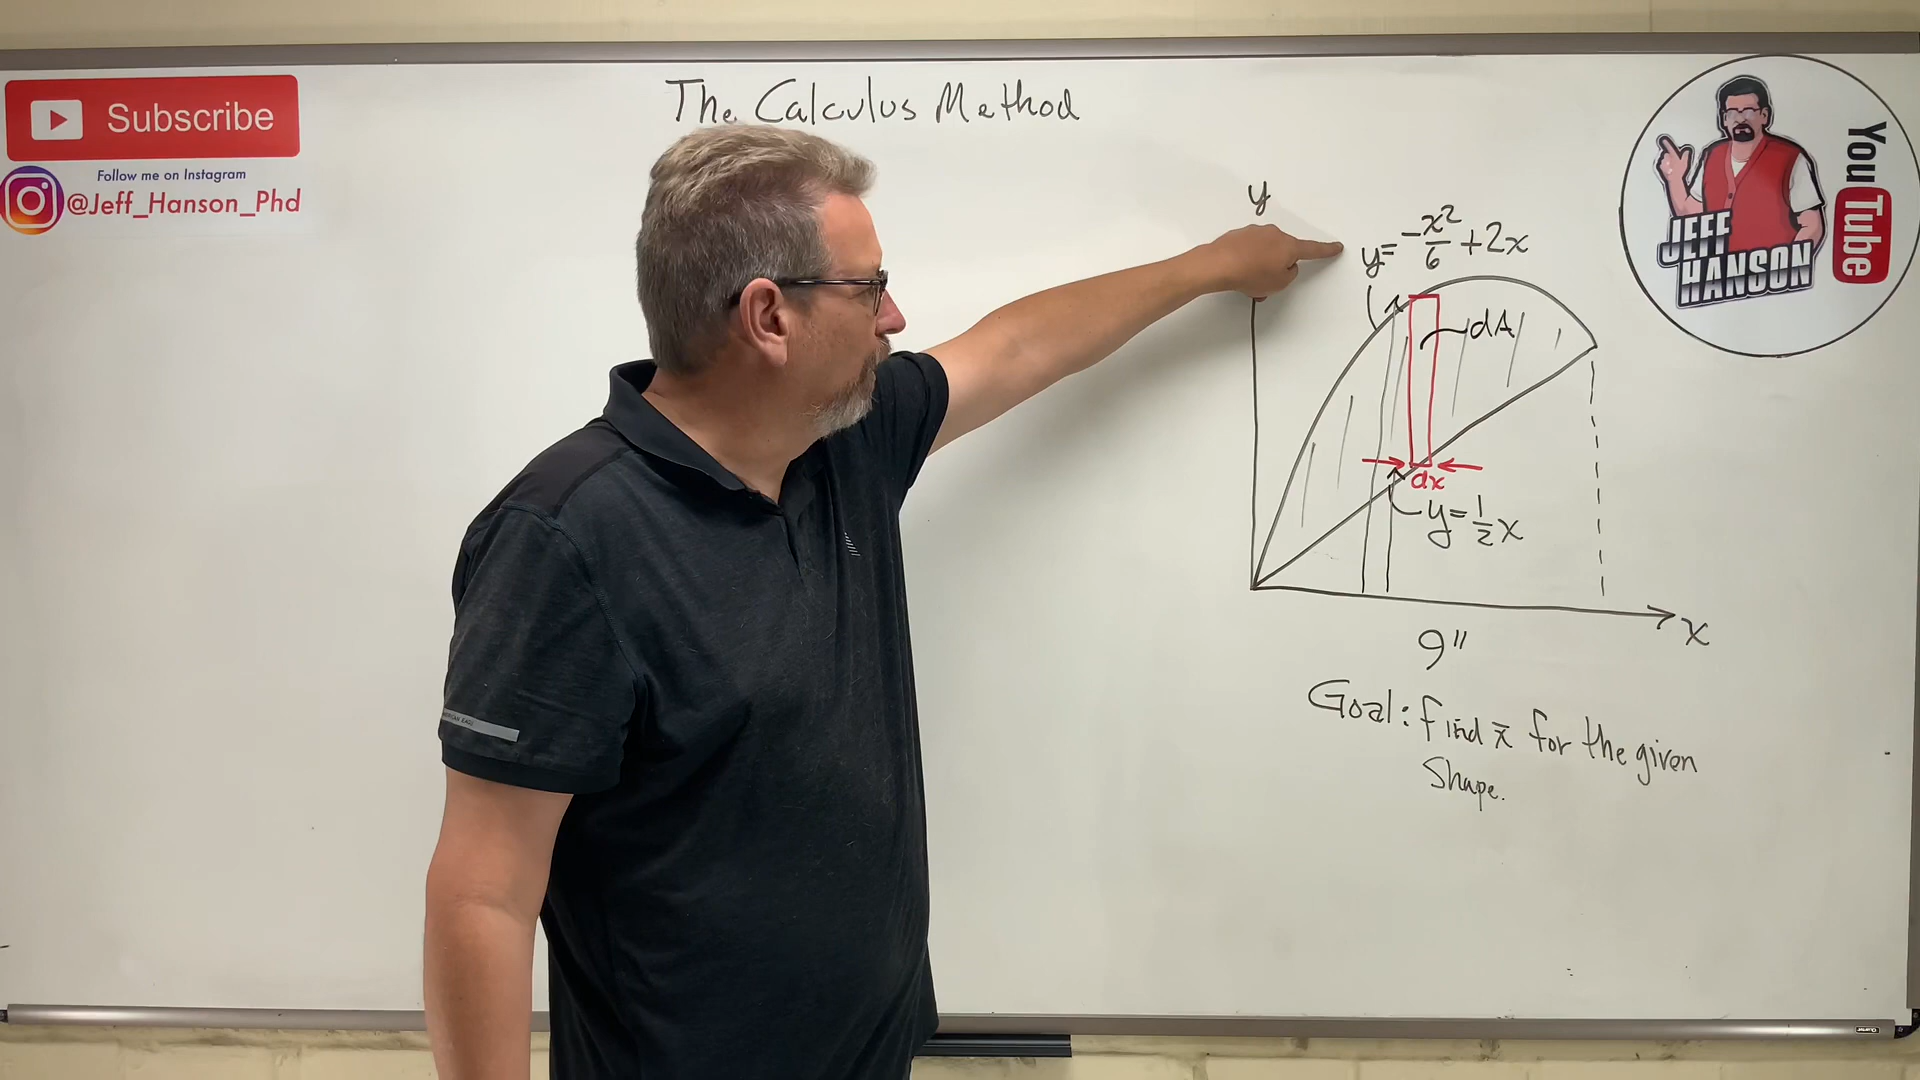 Subscribe
Follow me on Instagram
@Jeff_Hanson_Phd
The Calculus Method
JEFF
HANSON
YouTube
y
y = -x²/6 + 2x
dA
dx
y = 1/2 x
x
9"
Goal: find x̄ for the given
Shape.